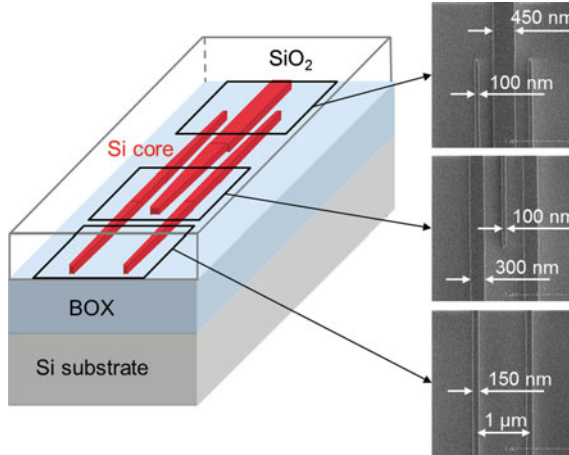 SiO₂
Si core
BOX
Si substrate
450 nm
100 nm
100 nm
300 nm
150 nm
1 µm